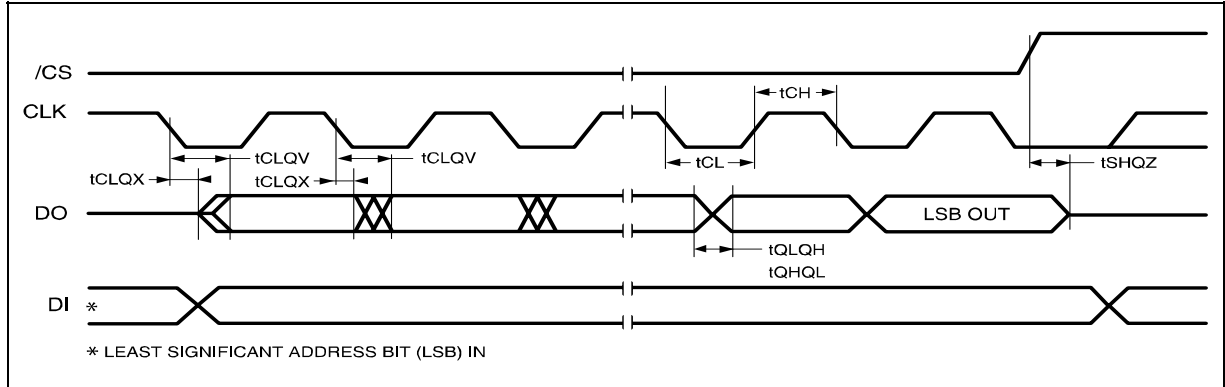 /CS
CLK
tCH
tCLQV
tCLQV
tCL
tSHQZ
tCLQX
tCLQX
DO
LSB OUT
tQLQH
tQHQL
DI *
* LEAST SIGNIFICANT ADDRESS BIT (LSB) IN